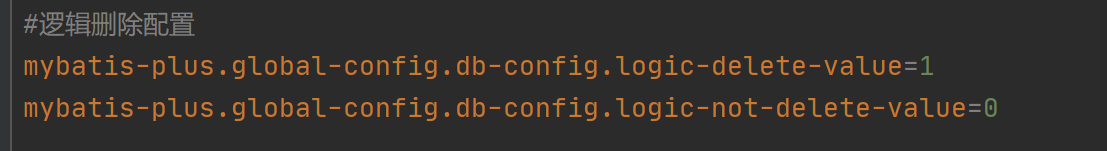 #逻辑删除配置
mybatis-plus.global-config.db-config.logic-delete-value=1
mybatis-plus.global-config.db-config.logic-not-delete-value=0